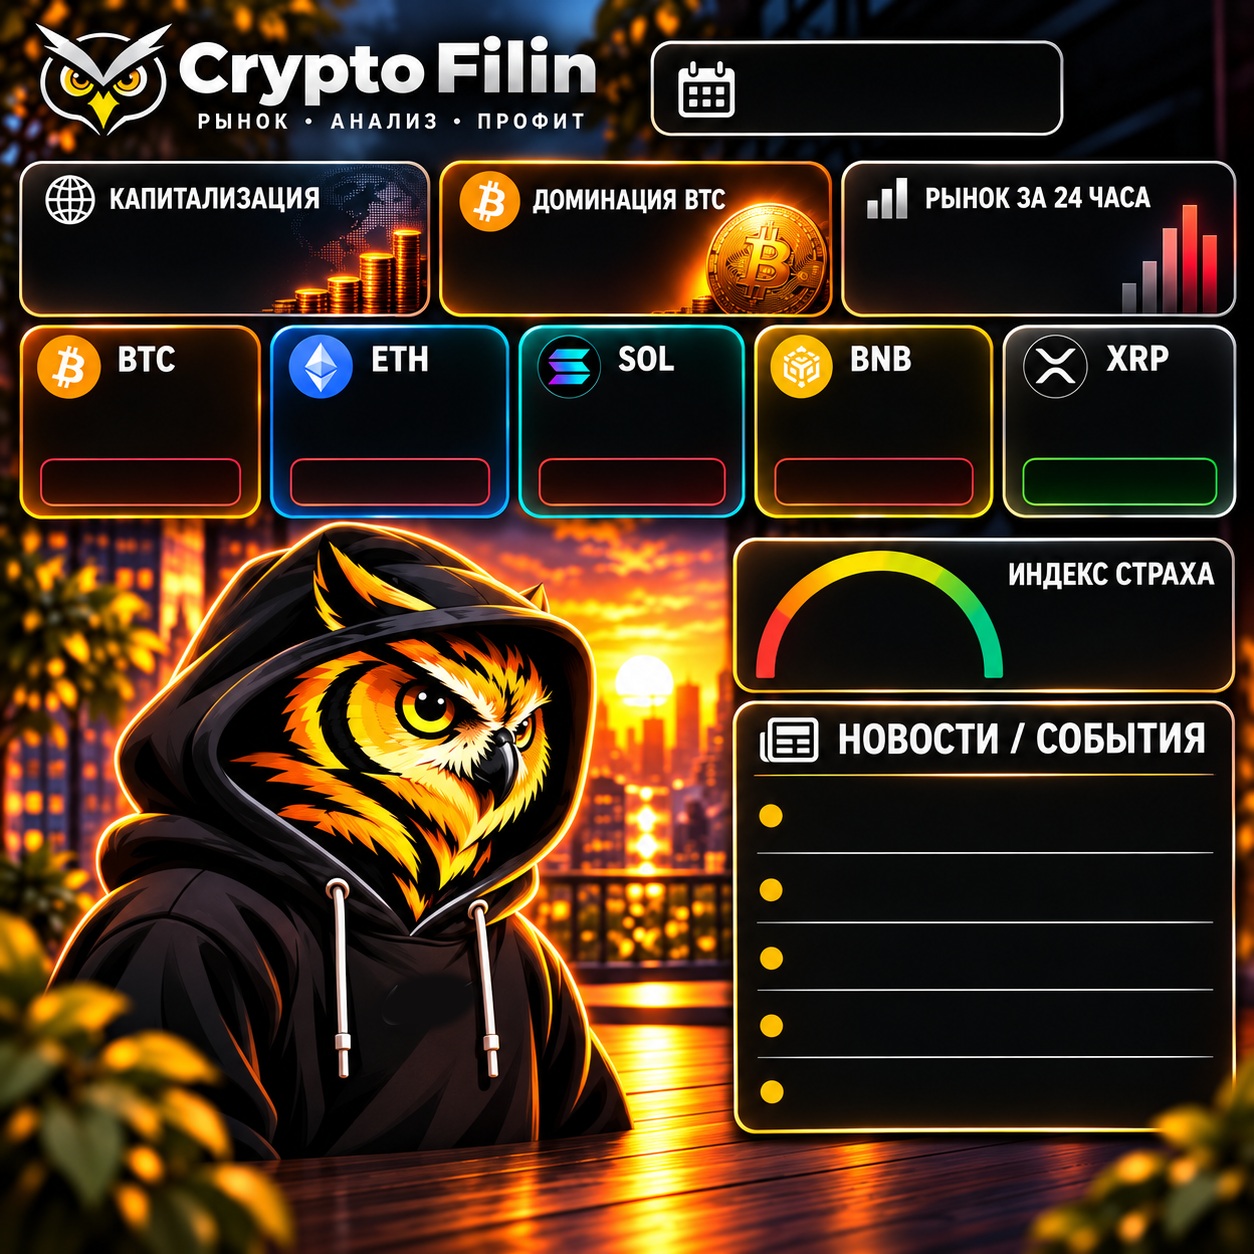 Crypto Filin
РЫНОК • АНАЛИЗ • ПРОФИТ
КАПИТАЛИЗАЦИЯ
ДОМИНАЦИЯ BTC
РЫНОК ЗА 24 ЧАСА
BTC
ETH
SOL
BNB
XRP
ИНДЕКС СТРАХА
НОВОСТИ / СОБЫТИЯ